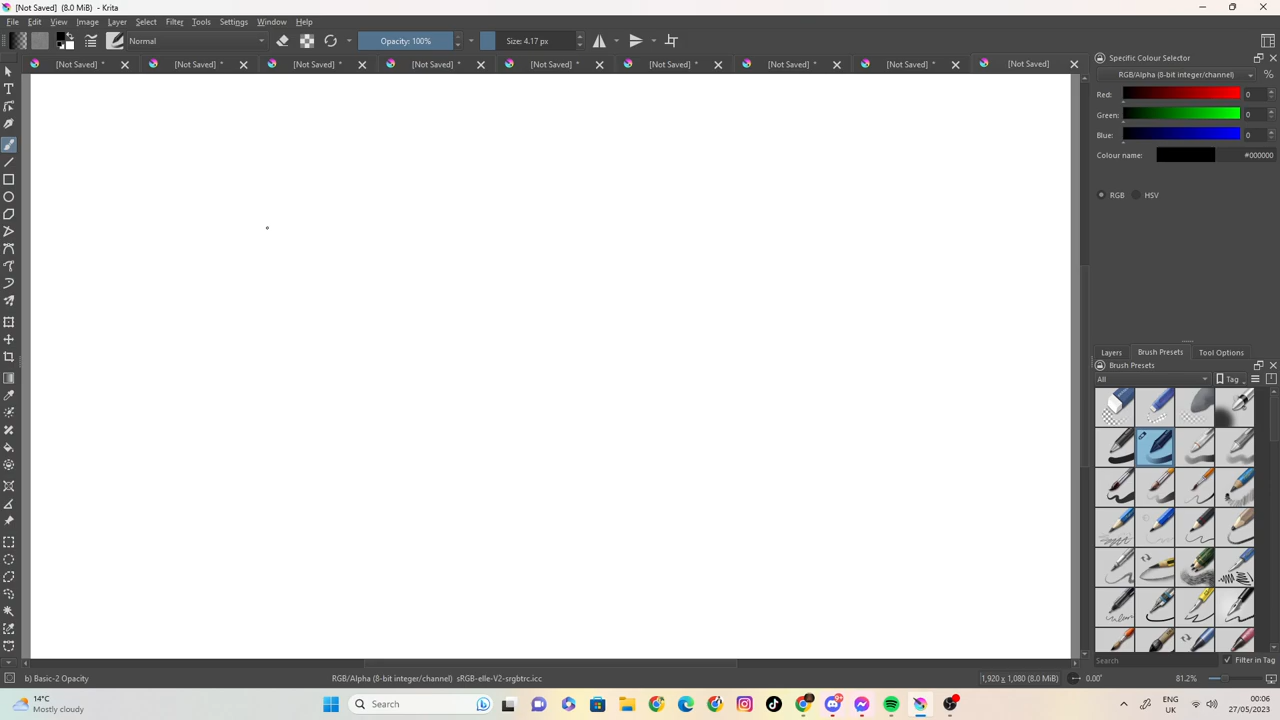 [Not Saved] (8.0 MiB) - Krita
File Edit View Image Layer Select Filter Tools Settings Window Help
Normal Opacity: 100% Size: 4.17 px
[Not Saved] * [Not Saved] * [Not Saved] * [Not Saved] * [Not Saved] * [Not Saved] * [Not Saved] * [Not Saved] * [Not Saved]
Specific Colour Selector
RGB/Alpha (8-bit integer/channel) %
Red: 0
Green: 0
Blue: 0
Colour name: #000000
RGB HSV
Layers Brush Presets Tool Options
Brush Presets
All Tag
Search Filter in Tag
b) Basic-2 Opacity RGB/Alpha (8-bit integer/channel) sRGB-elle-V2-srgbtrc.icc 1,920 x 1,080 (8.0 MiB) 0.00° 81.2%
14°C
Mostly cloudy
Search
ENG
UK
00:06
27/05/2023